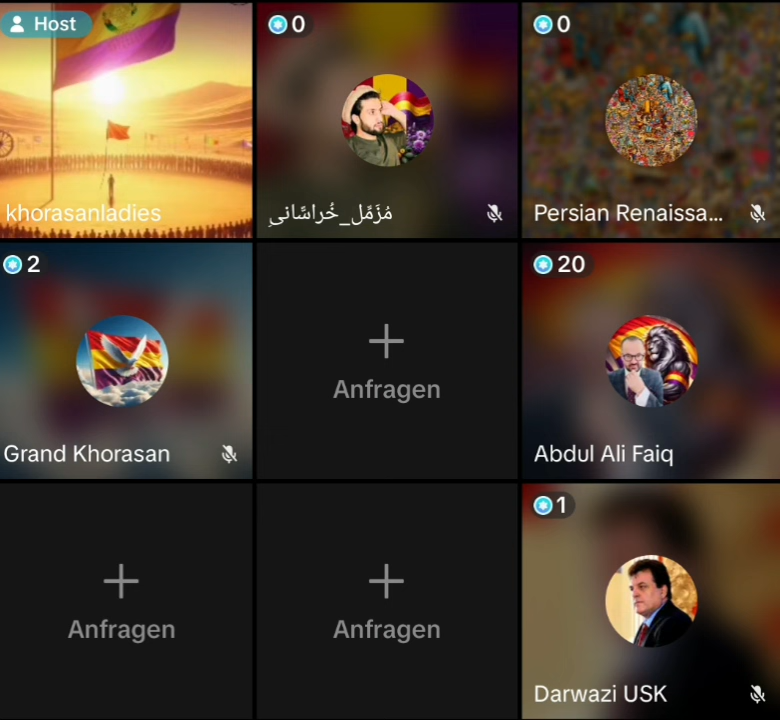 Host
khorasanladies
0
مُزَمِّل_خُراسَانیِ
0
Persian Renaissa...
2
Grand Khorasan
Anfragen
20
Abdul Ali Faiq
Anfragen
Anfragen
1
Darwazi USK